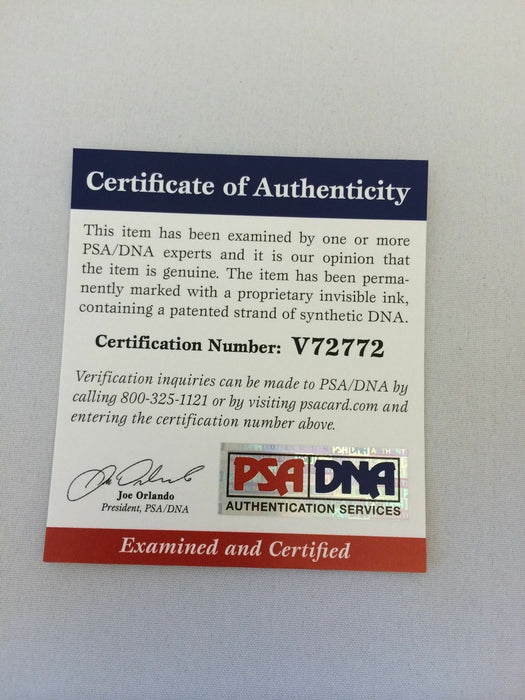 Certificate of Authenticity
This item has been examined by one or more
PSA/DNA experts and it is our opinion that
the item is genuine. The item has been perma-
nently marked with a proprietary invisible ink,
containing a patented strand of synthetic DNA.
Certification Number: V72772
Verification inquiries can be made to PSA/DNA by
calling 800-325-1121 or by visiting psacard.com and
entering the certification number above.
Joe Orlando
President, PSA/DNA
PSA DNA
AUTHENTICATION SERVICES
Examined and Certified